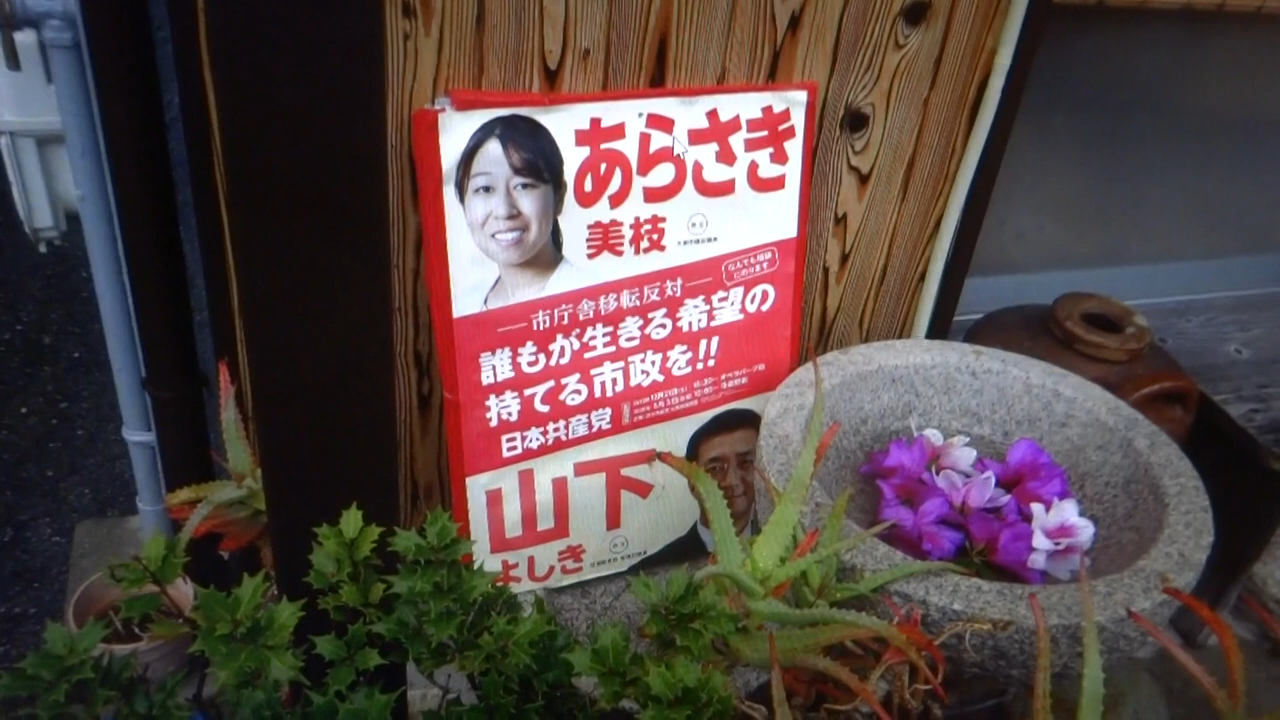 あらさき
美枝
なんでも相談
にのります
市庁舎移転反対
誰もが生きる希望の
持てる市政を!!
日本共産党
山下
よしき